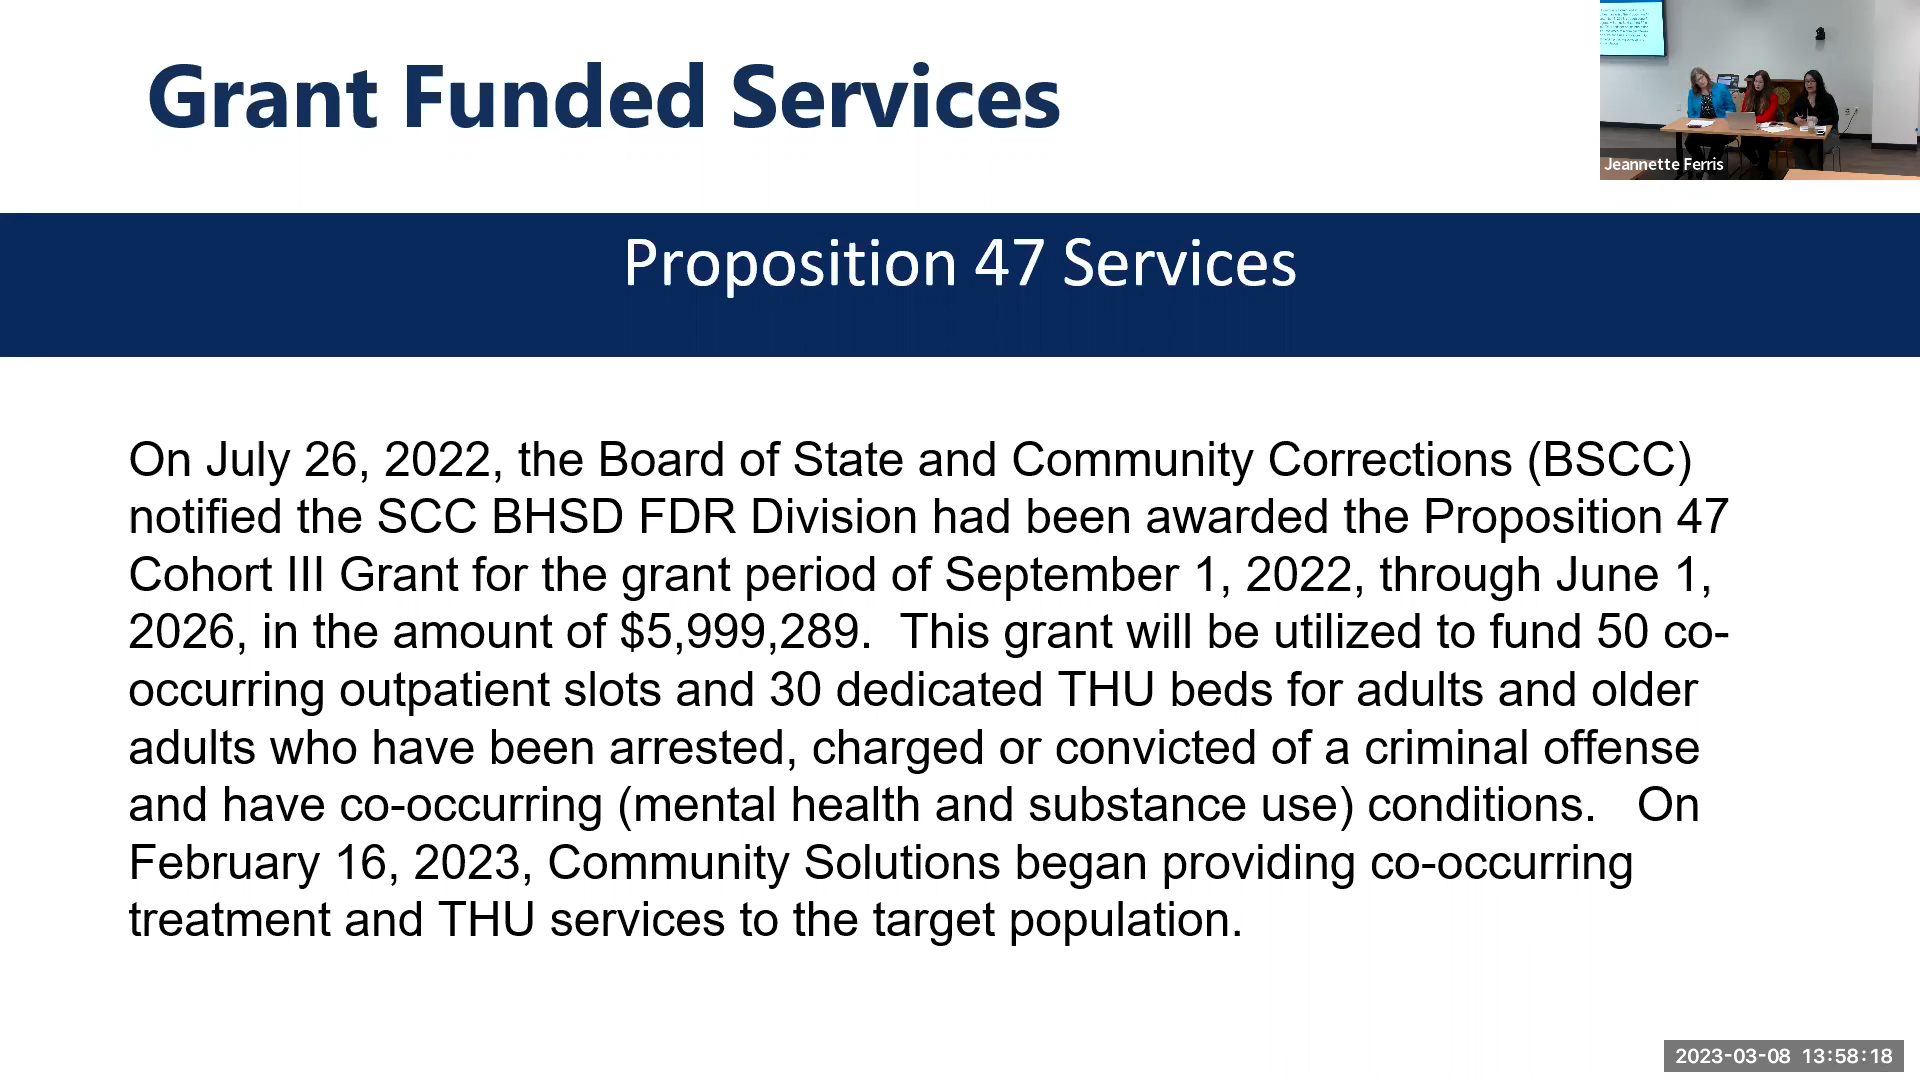 Grant Funded Services
Jeannette Ferris
Proposition 47 Services
On July 26, 2022, the Board of State and Community Corrections (BSCC)
notified the SCC BHSD FDR Division had been awarded the Proposition 47
Cohort III Grant for the grant period of September 1, 2022, through June 1,
2026, in the amount of $5,999,289.  This grant will be utilized to fund 50 co-
occurring outpatient slots and 30 dedicated THU beds for adults and older
adults who have been arrested, charged or convicted of a criminal offense
and have co-occurring (mental health and substance use) conditions.   On
February 16, 2023, Community Solutions began providing co-occurring
treatment and THU services to the target population.
2023-03-08 13:58:18